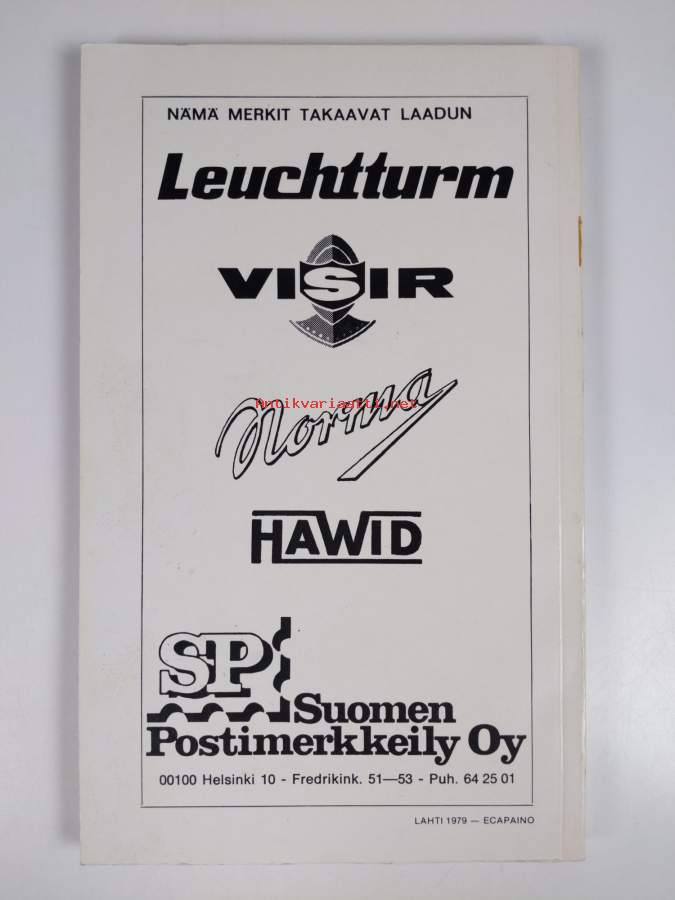 NÄMÄ MERKIT TAKAAVAT LAADUN
Leuchtturm
VISIR
Antikvariaatti.net
Norma
HAWID
SP
Suomen
Postimerkkeily Oy
00100 Helsinki 10 - Fredrikink. 51—53 - Puh. 64 25 01
LAHTI 1979 — ECAPAINO